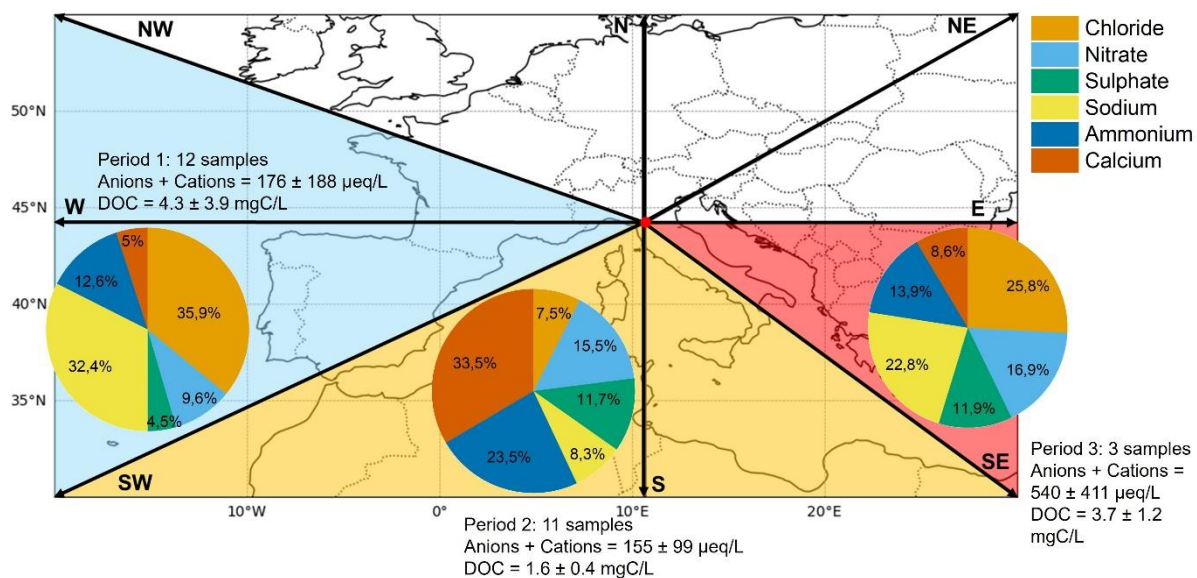 NW
N
NE
Chloride
Nitrate
Sulphate
Sodium
Ammonium
Calcium
50°N
45°N
40°N
35°N
Period 1: 12 samples
Anions + Cations = 176 ± 188 µeq/L
DOC = 4.3 ± 3.9 mgC/L
W
E
5%
12,6%
35,9%
32,4%
9,6%
4,5%
7,5%
15,5%
33,5%
11,7%
23,5%
8,3%
8,6%
25,8%
13,9%
22,8%
16,9%
11,9%
SW
S
SE
10°W
0°
10°E
20°E
Period 2: 11 samples
Anions + Cations = 155 ± 99 µeq/L
DOC = 1.6 ± 0.4 mgC/L
Period 3: 3 samples
Anions + Cations =
540 ± 411 µeq/L
DOC = 3.7 ± 1.2
mgC/L